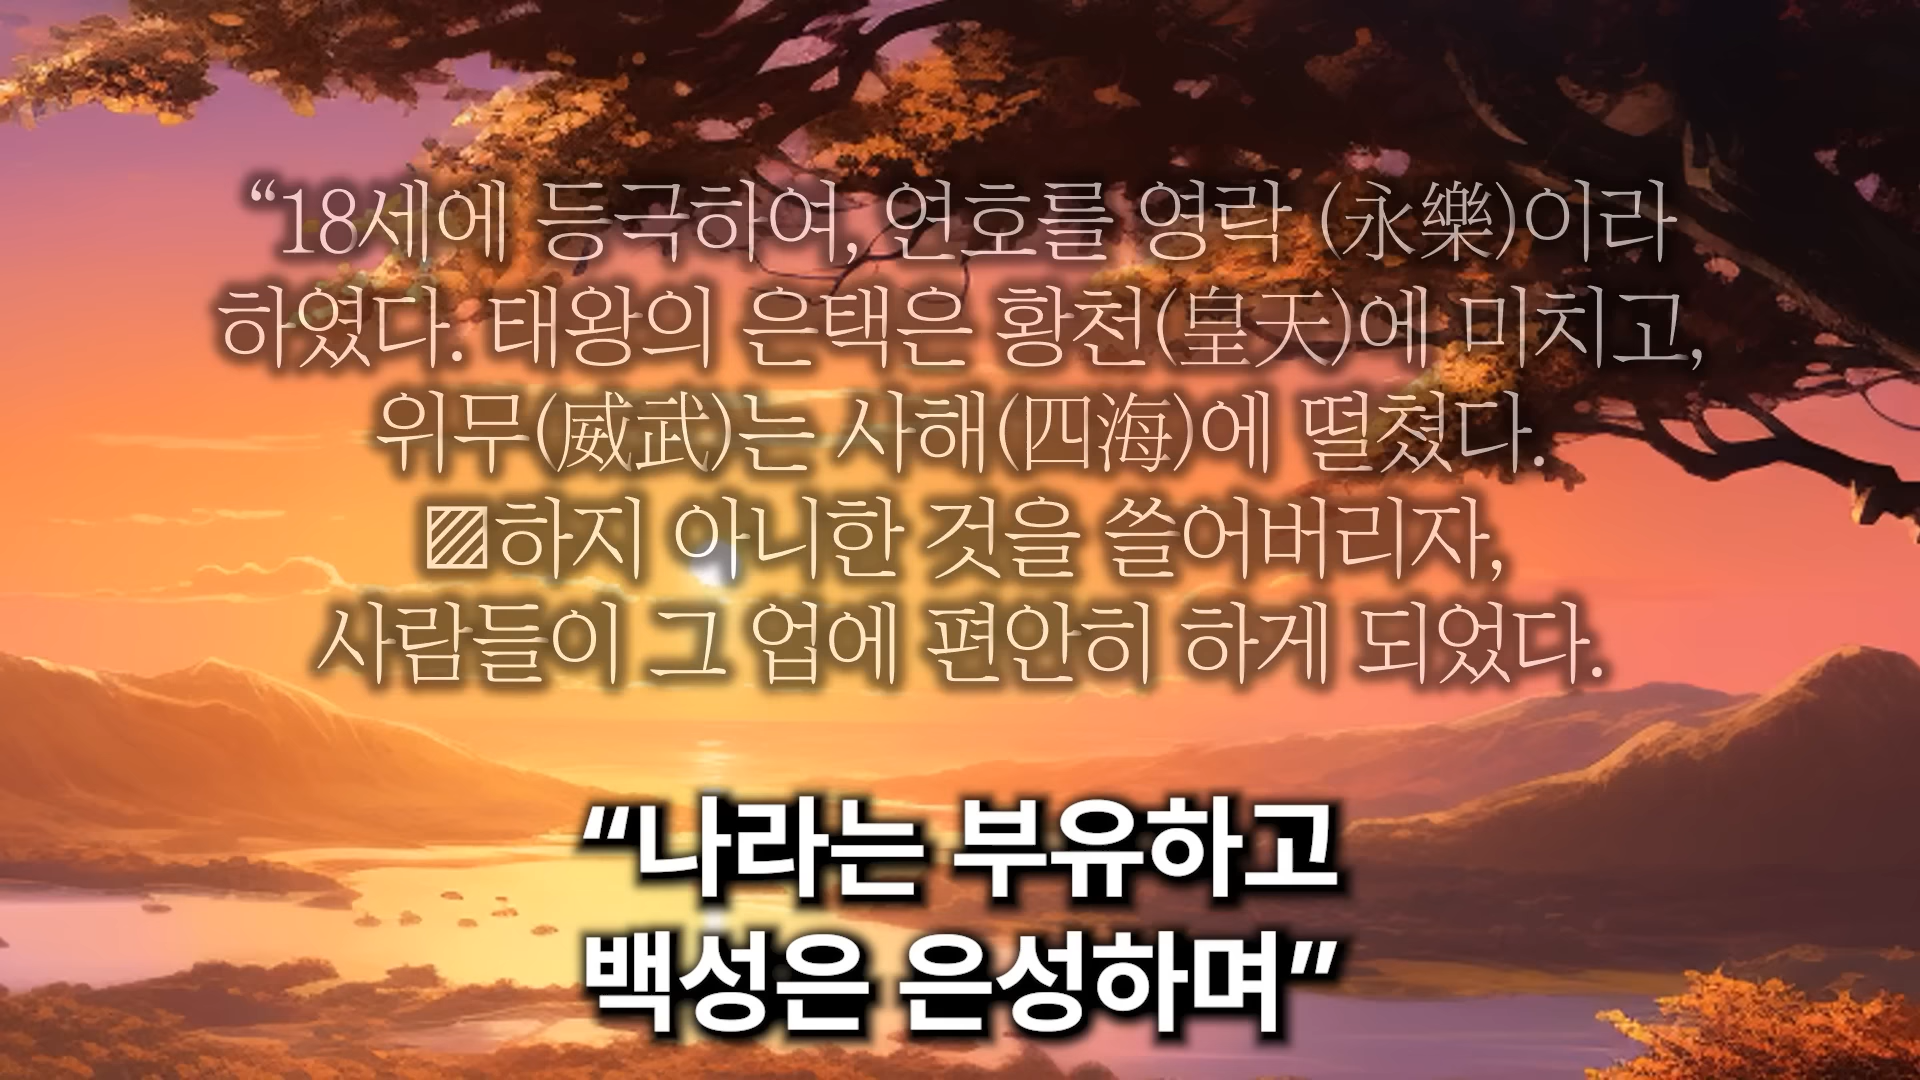 “18세에 등극하여, 연호를 영락 (永樂)이라
하였다. 태왕의 은택은 황천(皇天)에 미치고,
위무(威武)는 사해(四海)에 떨쳤다.
▨하지 아니한 것을 쓸어버리자,
사람들이 그 업에 편안히 하게 되었다.
“나라는 부유하고
백성은 은성하며”